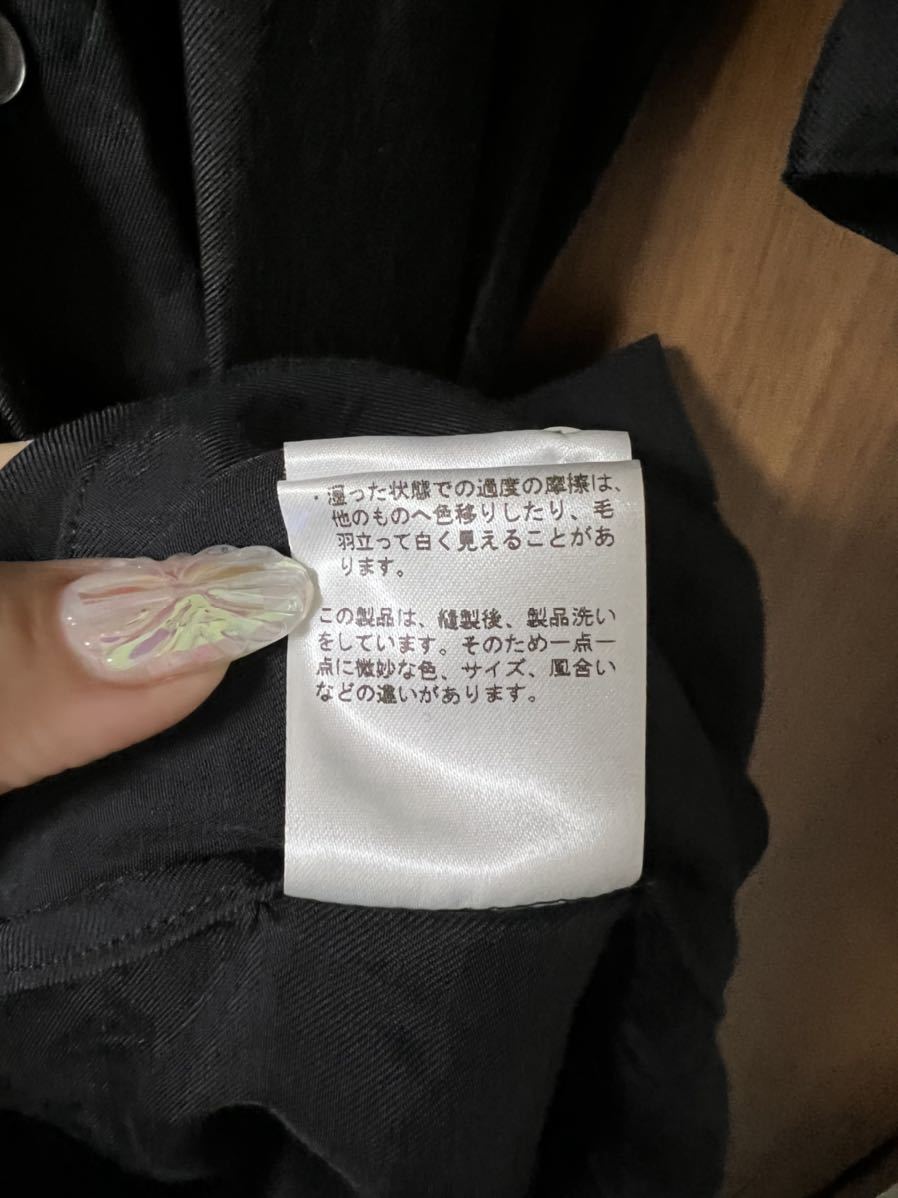 ・湿った状態での過度の摩擦は、
他のものへ色移りしたり、毛
羽立って白く見えることがあ
ります。
この製品は、縫製後、製品洗い
をしています。そのため一点一
点に微妙な色、サイズ、風合い
などの違いがあります。